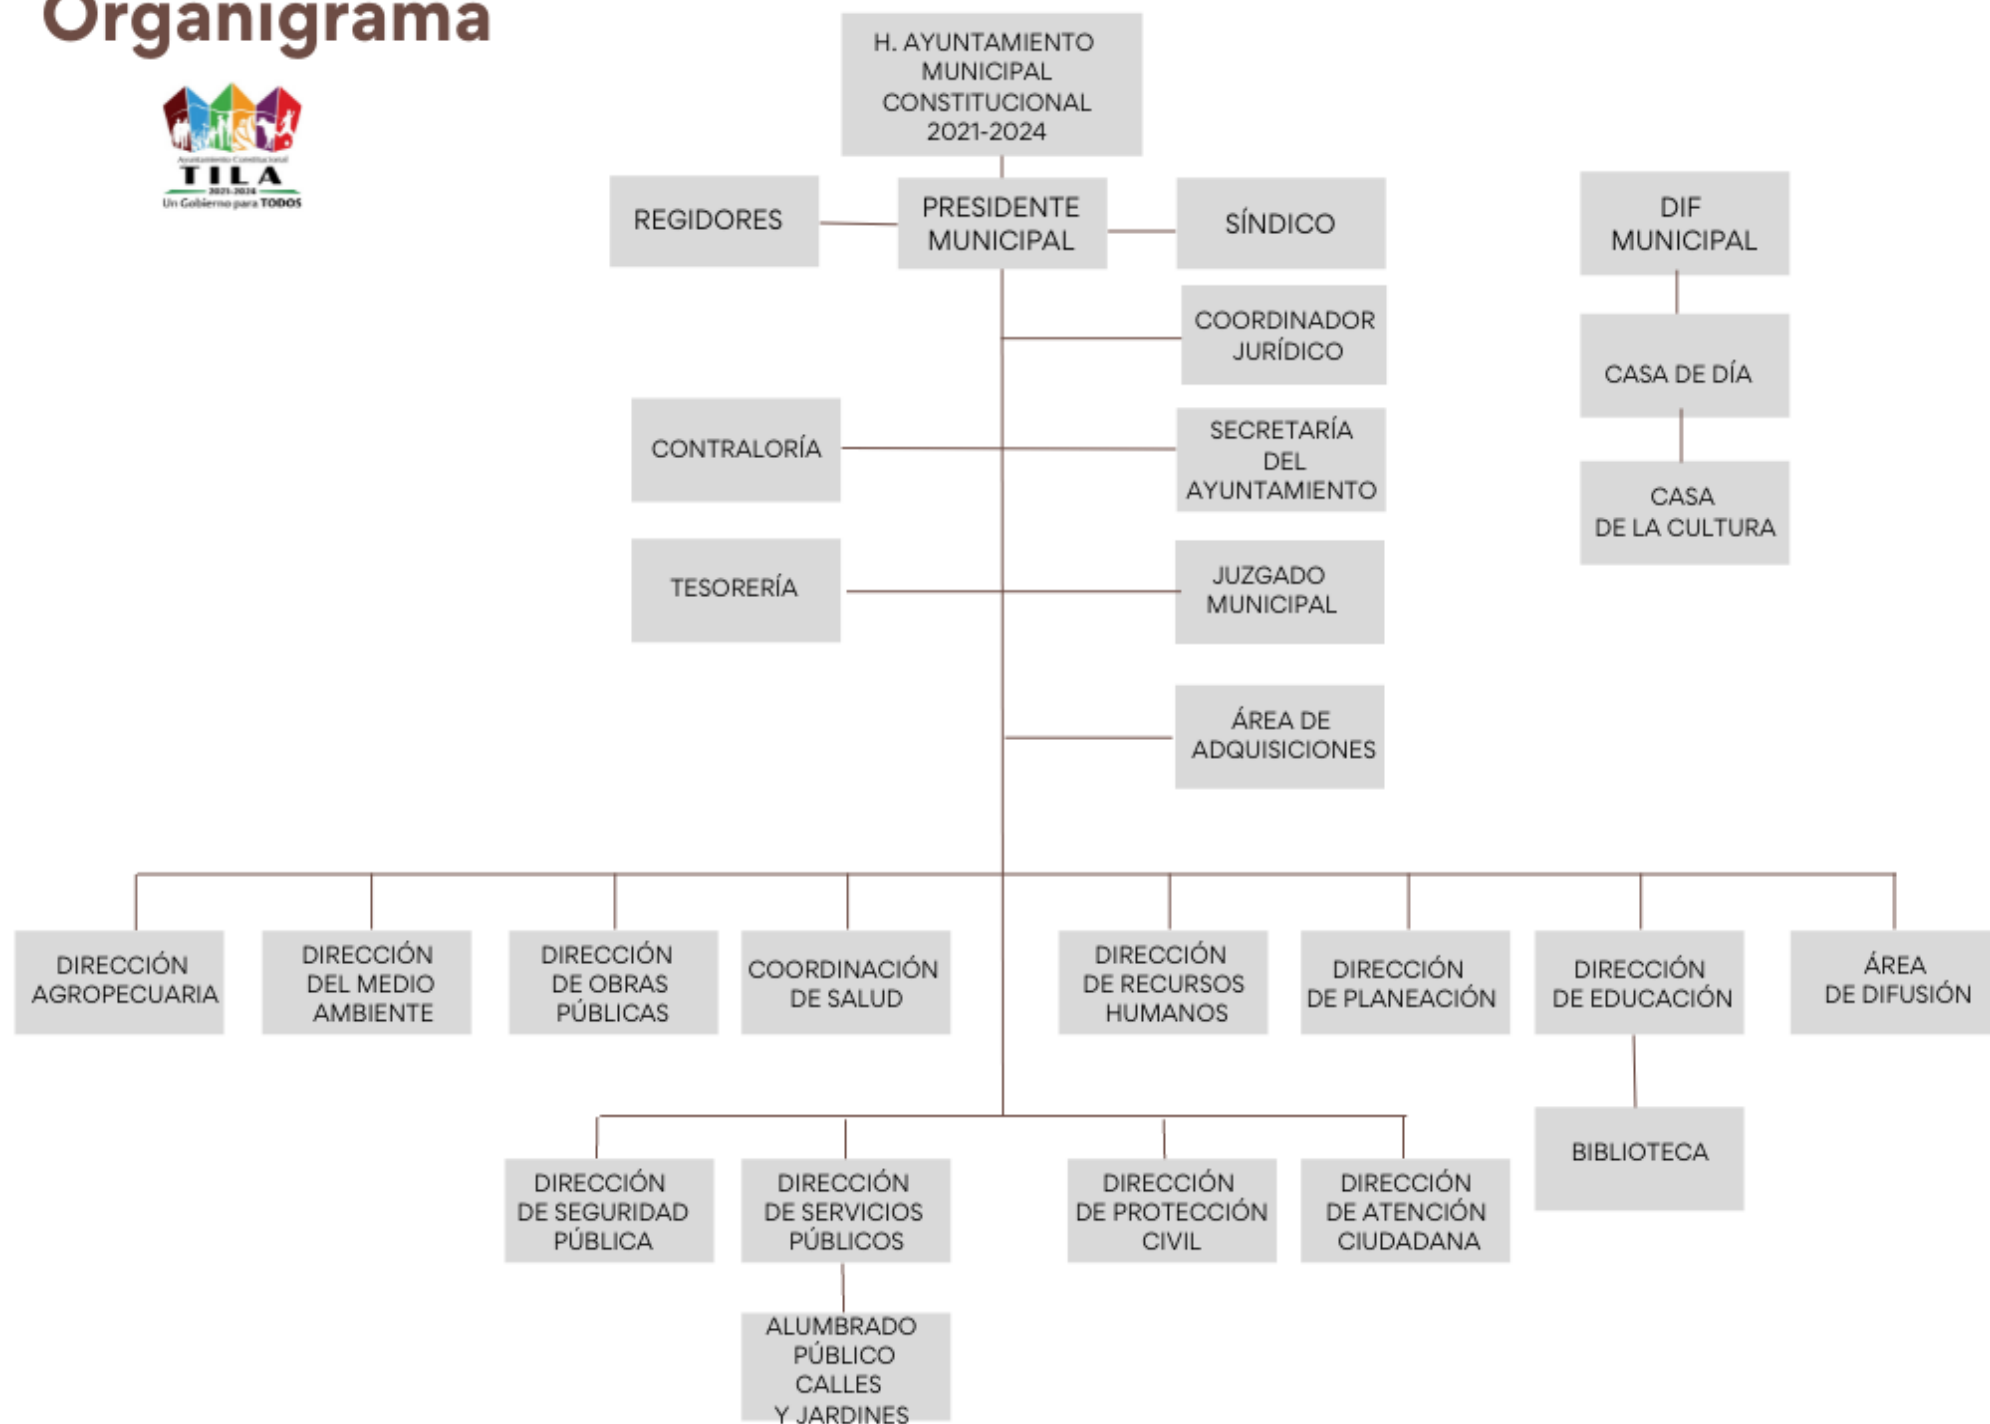 Organigrama
Ayuntamiento Constitucional
TILA
2021-2024
Un Gobierno para TODOS
H. AYUNTAMIENTO
MUNICIPAL
CONSTITUCIONAL
2021-2024
REGIDORES
PRESIDENTE
MUNICIPAL
SÍNDICO
DIF
MUNICIPAL
COORDINADOR
JURÍDICO
CASA DE DÍA
CONTRALORÍA
SECRETARÍA
DEL
AYUNTAMIENTO
CASA
DE LA CULTURA
TESORERÍA
JUZGADO
MUNICIPAL
ÁREA DE
ADQUISICIONES
DIRECCIÓN
AGROPECUARIA
DIRECCIÓN
DEL MEDIO
AMBIENTE
DIRECCIÓN
DE OBRAS
PÚBLICAS
COORDINACIÓN
DE SALUD
DIRECCIÓN
DE RECURSOS
HUMANOS
DIRECCIÓN
DE PLANEACIÓN
DIRECCIÓN
DE EDUCACIÓN
ÁREA
DE DIFUSIÓN
BIBLIOTECA
DIRECCIÓN
DE SEGURIDAD
PÚBLICA
DIRECCIÓN
DE SERVICIOS
PÚBLICOS
DIRECCIÓN
DE PROTECCIÓN
CIVIL
DIRECCIÓN
DE ATENCIÓN
CIUDADANA
ALUMBRADO
PÚBLICO
CALLES
Y JARDINES